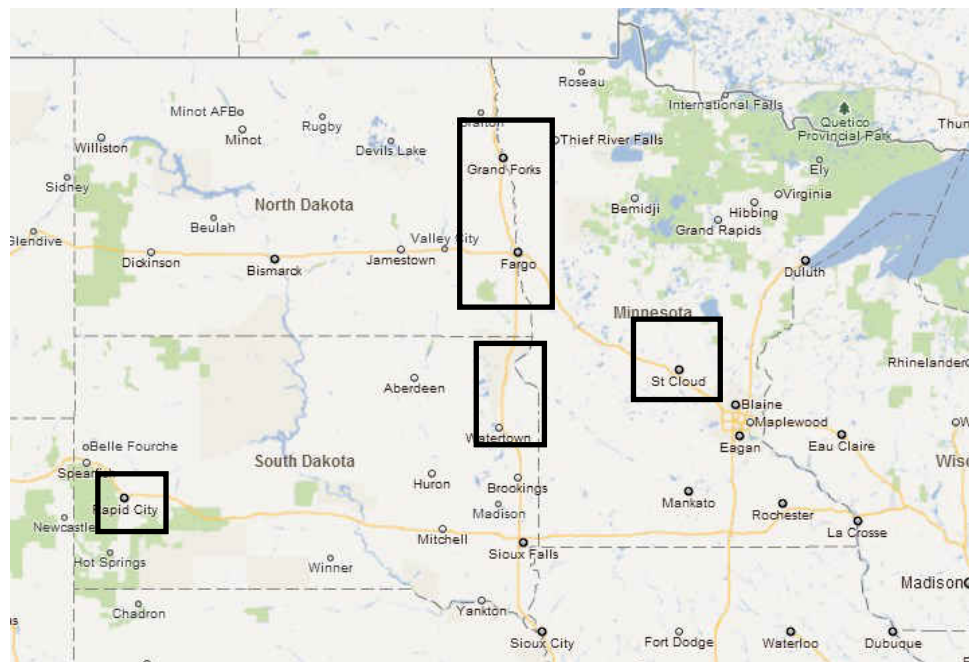 Roseau
International Falls
Minot AFB
Rugby
Grafton
Quetico
Provincial Park
Thun
Minot
Devils Lake
Thief River Falls
Williston
Grand Forks
Ely
Sidney
Virginia
Bemidji
Hibbing
North Dakota
Grand Rapids
Beulah
Glendive
Valley City
Dickinson
Bismarck
Jamestown
Fargo
Duluth
Minnesota
Rhinelander
St Cloud
Aberdeen
Blaine
Maplewood
Watertown
Eau Claire
Eagan
Belle Fourche
Spearfish
South Dakota
Wisc
Huron
Brookings
Mankato
Rapid City
Madison
Rochester
Newcastle
La Crosse
Mitchell
Sioux Falls
Hot Springs
Winner
Madison
Chadron
Yankton
Sioux City
Fort Dodge
Waterloo
Dubuque